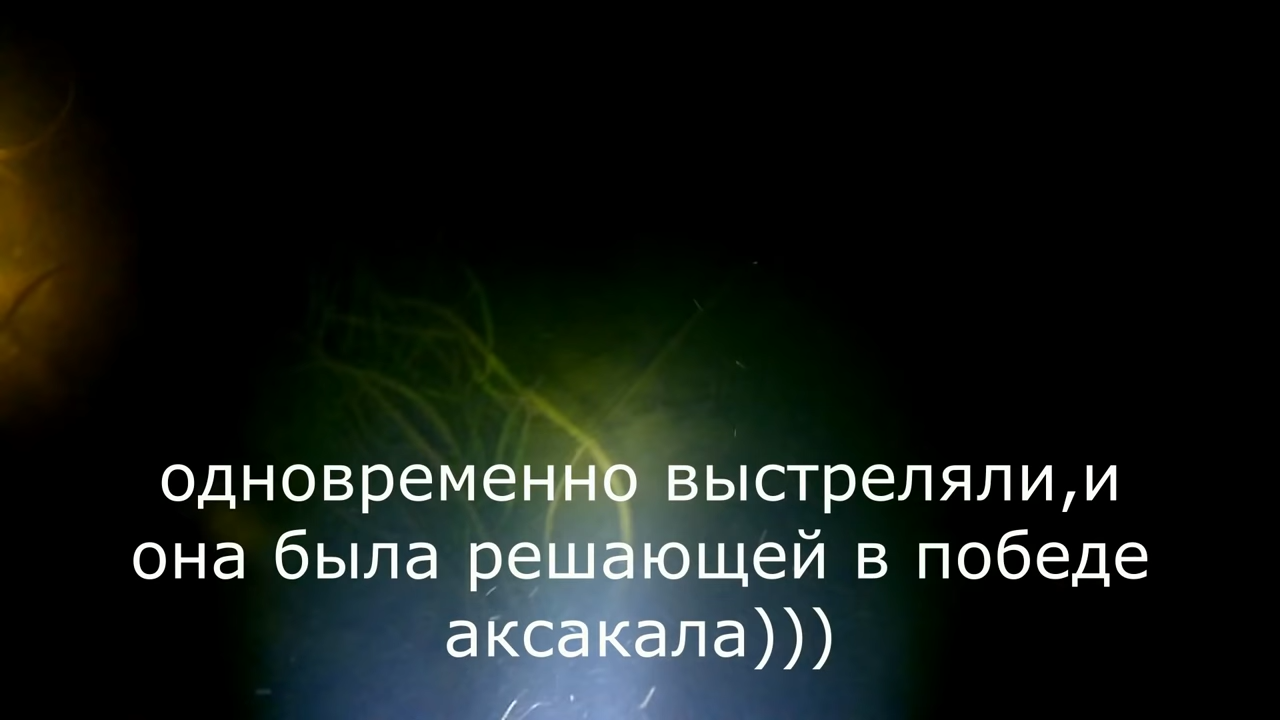 одновременно выстреляли,и
она была решающей в победе
аксакала)))